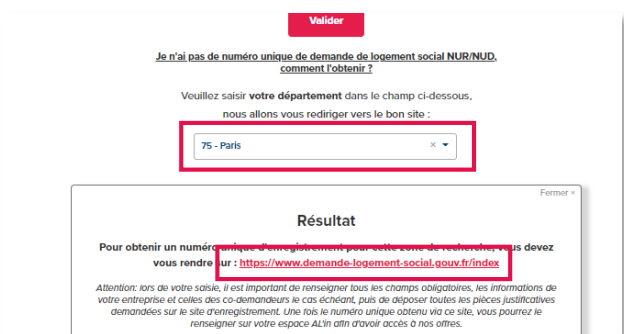 Valider
Je n'ai pas de numéro unique de demande de logement social NUR/NUD,
comment l'obtenir ?
Veuillez saisir votre département dans le champ ci-dessous,
nous allons vous rediriger vers le bon site :
75 - Paris × ▾
Fermer ×
Résultat
Pour obtenir un numéro unique d'enregistrement pour cette zone de recherche, vous devez
vous rendre sur : https://www.demande-logement-social.gouv.fr/index
Attention: lors de votre saisie, il est important de renseigner tous les champs obligatoires, les informations de
votre entreprise et celles des co-demandeurs le cas échéant, puis de déposer toutes les pièces justificatives
demandées sur le site d'enregistrement. Une fois le numéro unique obtenu via ce site, vous pourrez le
renseigner sur votre espace AL'in afin d'avoir accès à nos offres.